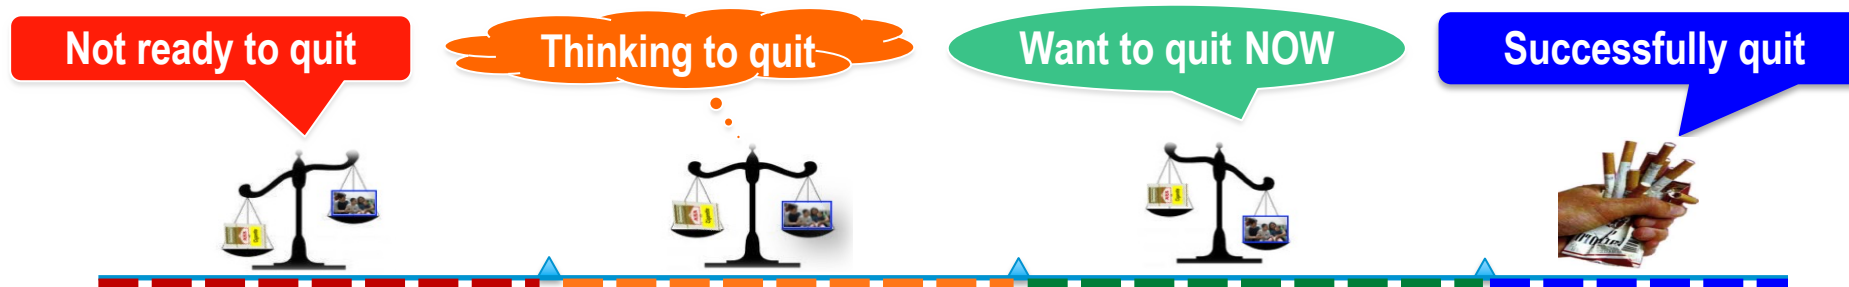 Not ready to quit
Thinking to quit
Want to quit NOW
Successfully quit